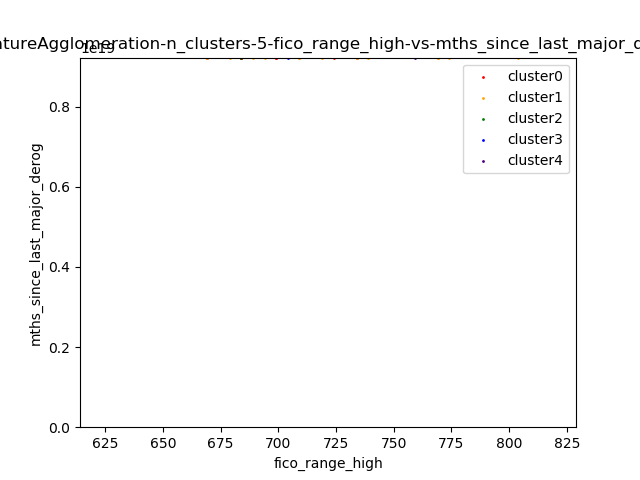 atureAgglomeration-n_clusters-5-fico_range_high-vs-mths_since_last_major_d
1e19
cluster0
cluster1
cluster2
cluster3
cluster4
0.8
0.6
0.4
0.2
0.0
mths_since_last_major_derog
625 650 675 700 725 750 775 800 825
fico_range_high